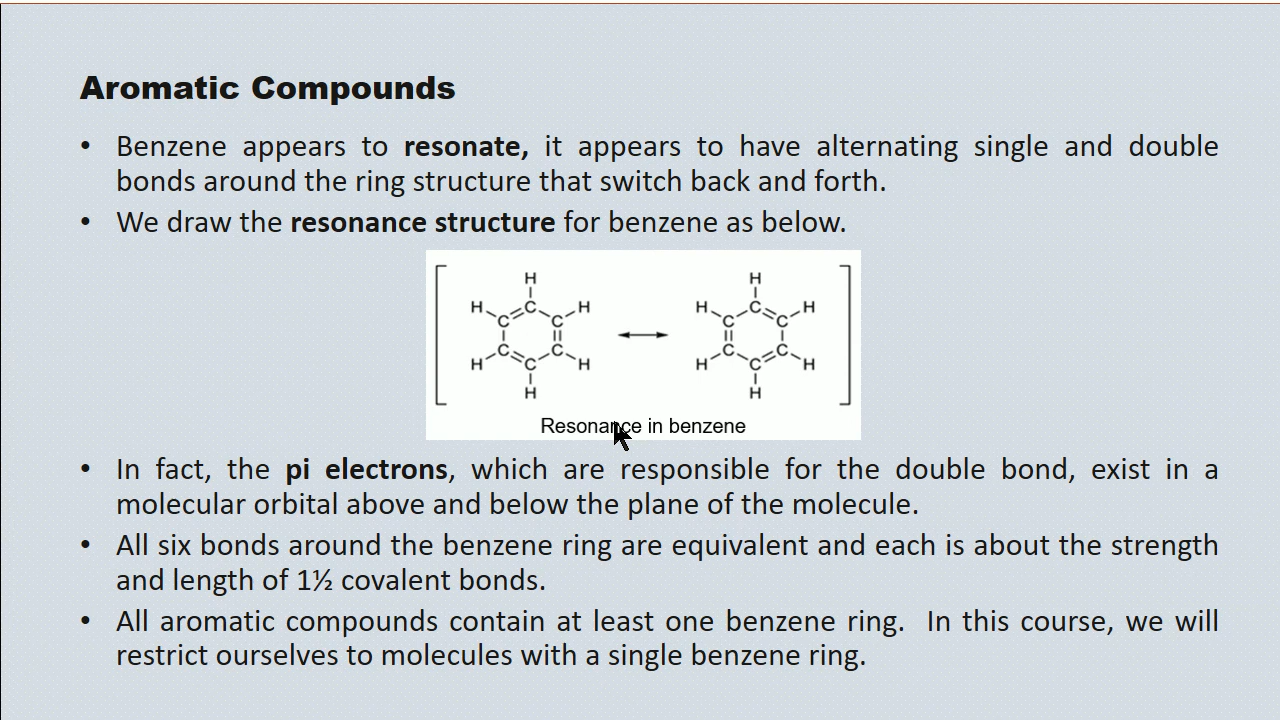 Aromatic Compounds
• Benzene appears to resonate, it appears to have alternating single and double
bonds around the ring structure that switch back and forth.
• We draw the resonance structure for benzene as below.
H H
H H H H
C C
C C C C
C C C C
C C
H H H H
H H
Resonance in benzene
• In fact, the pi electrons, which are responsible for the double bond, exist in a
molecular orbital above and below the plane of the molecule.
• All six bonds around the benzene ring are equivalent and each is about the strength
and length of 1½ covalent bonds.
• All aromatic compounds contain at least one benzene ring.  In this course, we will
restrict ourselves to molecules with a single benzene ring.